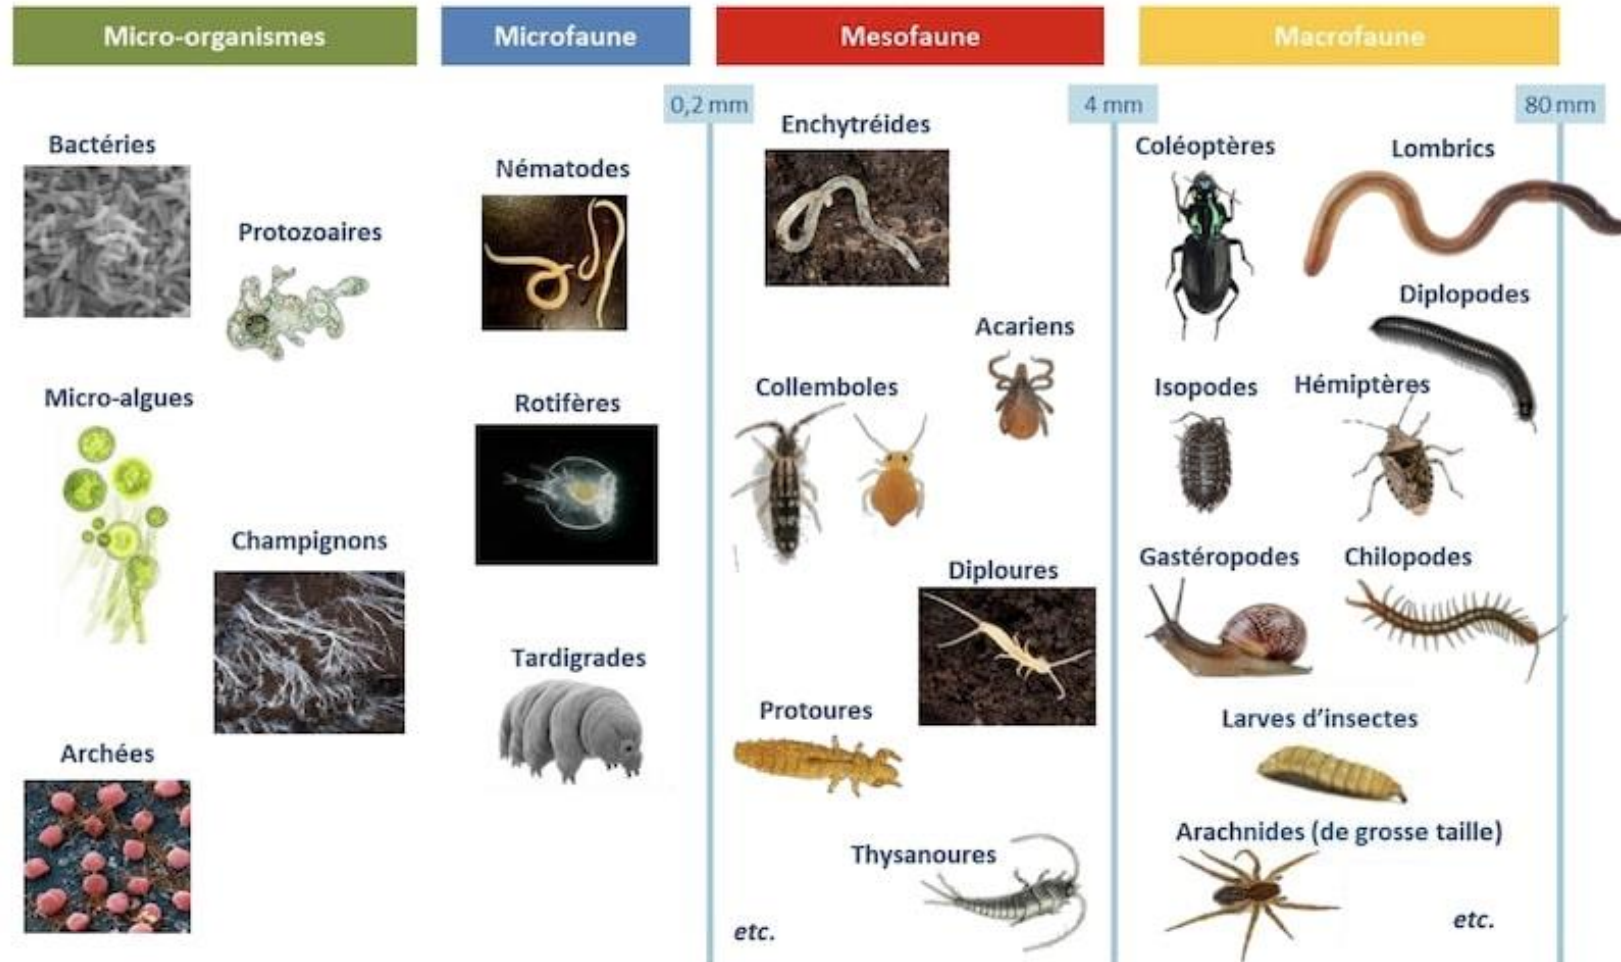 Micro-organismes
Microfaune
Mesofaune
Macrofaune
0,2 mm
4 mm
80 mm
Bactéries
Protozoaires
Micro-algues
Champignons
Archées
Nématodes
Rotifères
Tardigrades
Enchytréides
Acariens
Collemboles
Diploures
Protoures
Thysanoures
etc.
Coléoptères
Lombrics
Diplopodes
Isopodes
Hémiptères
Gastéropodes
Chilopodes
Larves d'insectes
Arachnides (de grosse taille)
etc.